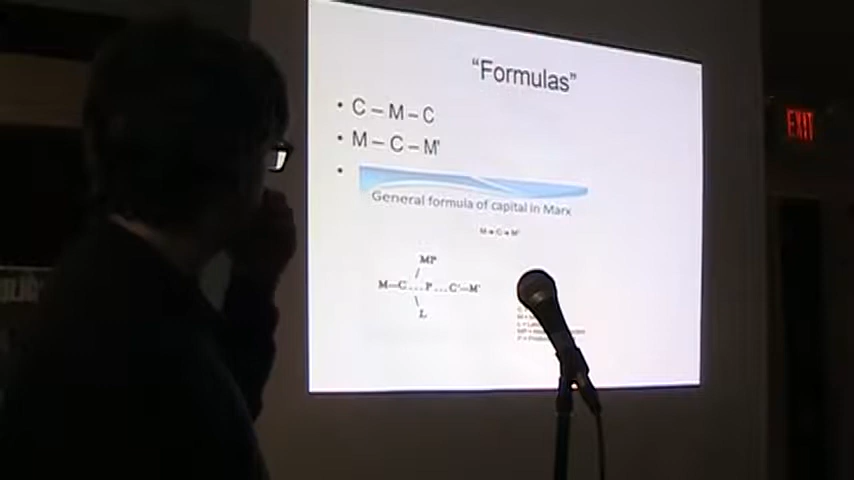 “Formulas”
• C – M – C
• M – C – M'
•
General formula of capital in Marx
M ➔ C ➔ M'
MP
/
M—C...P...C'—M'
\
L
EXIT